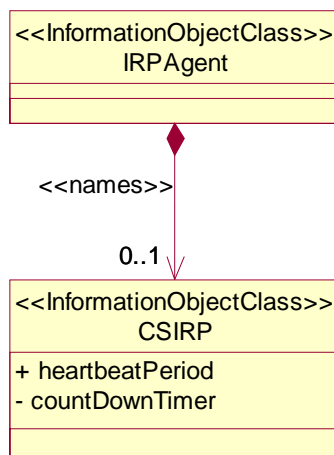 <<InformationObjectClass>>
IRPAgent
<<names>>
0..1
<<InformationObjectClass>>
CSIRP
+ heartbeatPeriod
- countDownTimer